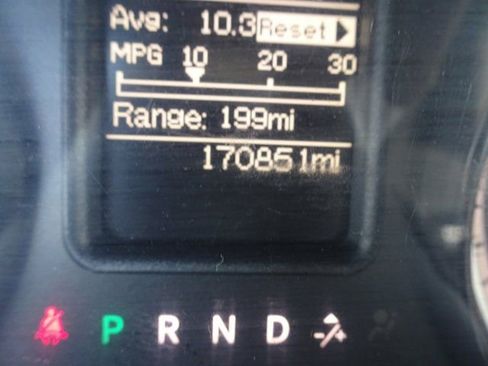 Avg: 10.3 Reset
MPG 10 20 30
Range: 199mi
170851mi
P R N D -/+